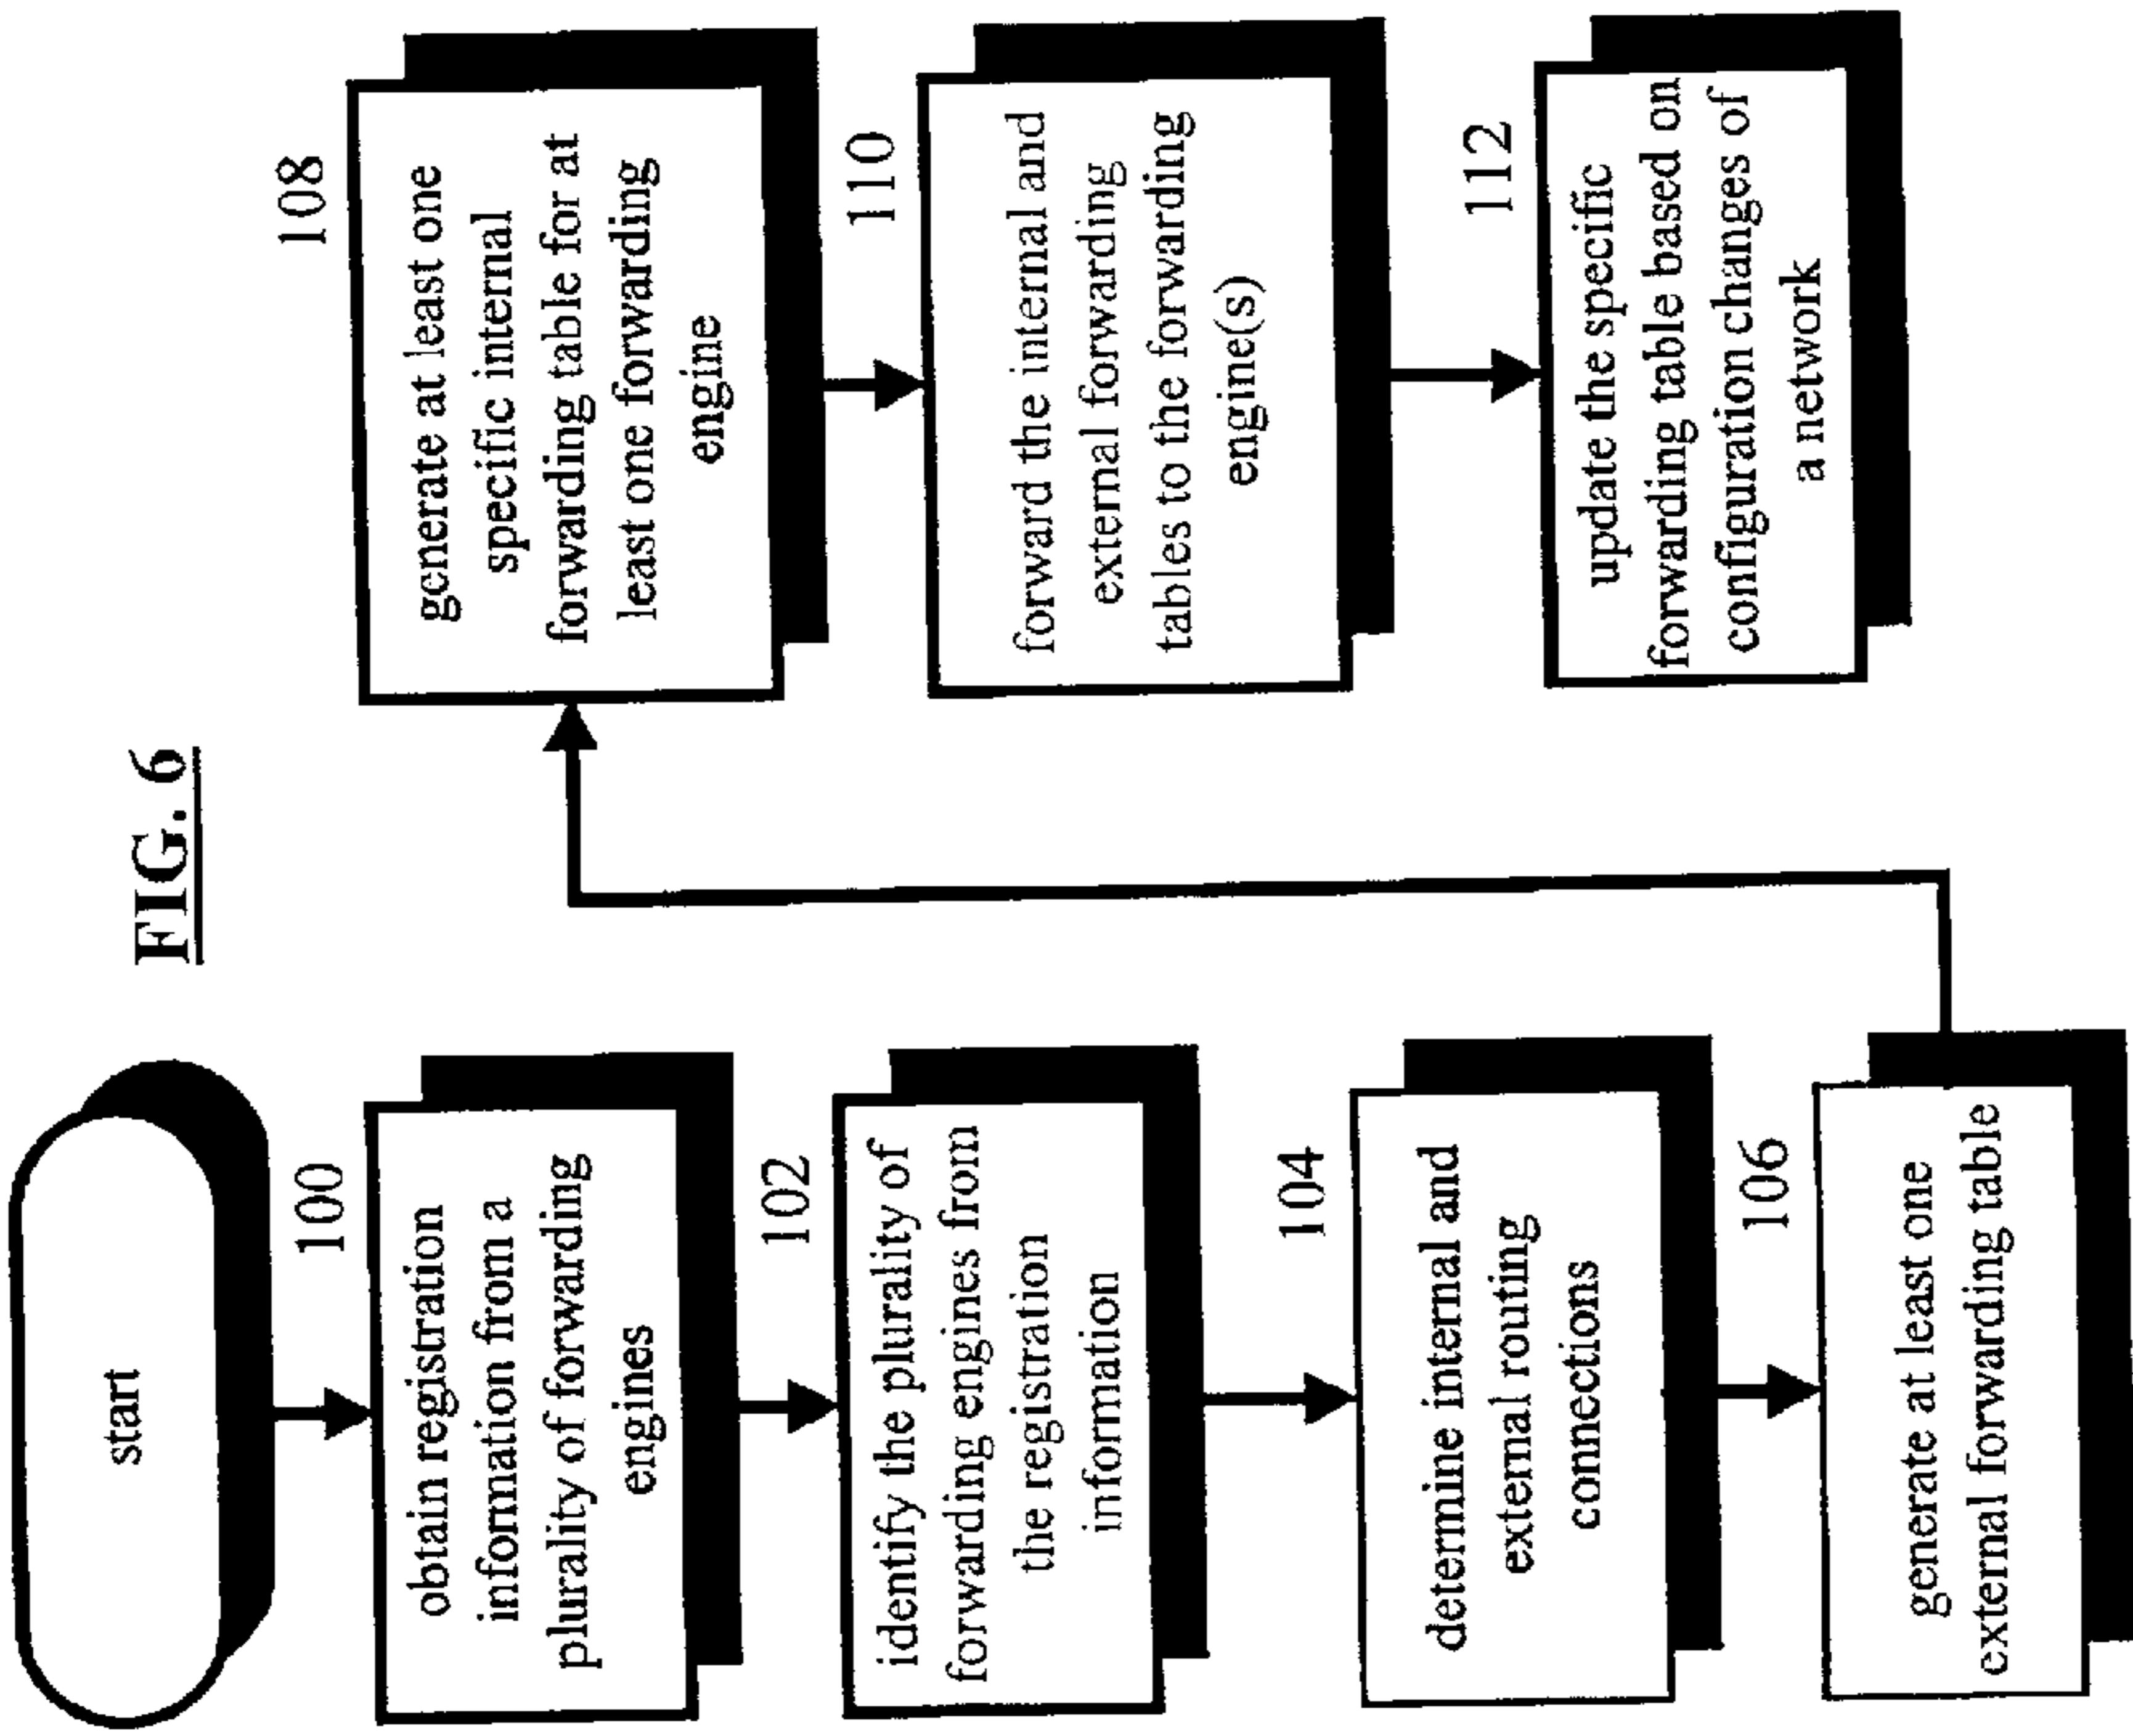 FIG. 6
start
100
obtain registration
information from a
plurality of forwarding
engines
102
identify the plurality of
forwarding engines from
the registration
information
104
determine internal and
external routing
connections
106
generate at least one
external forwarding table
108
generate at least one
specific internal
forwarding table for at
least one forwarding
engine
110
forward the internal and
external forwarding
tables to the forwarding
engine(s)
112
update the specific
forwarding table based on
configuration changes of
a network